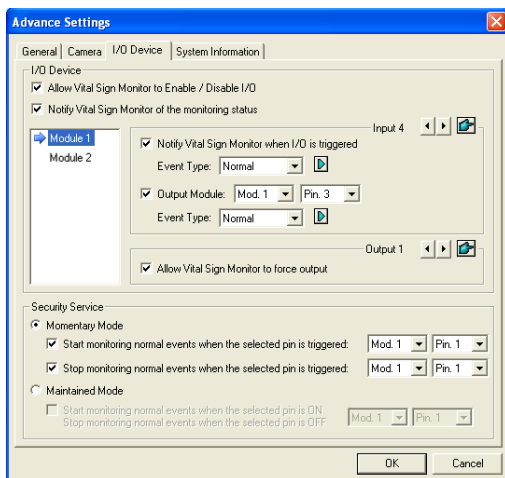 Advance Settings
General Camera I/O Device System Information
I/O Device
Allow Vital Sign Monitor to Enable / Disable I/O
Notify Vital Sign Monitor of the monitoring status
Module 1
Module 2
Input 4
Notify Vital Sign Monitor when I/O is triggered
Event Type: Normal
Output Module: Mod. 1 Pin. 3
Event Type: Normal
Output 1
Allow Vital Sign Monitor to force output
Security Service
Momentary Mode
Start monitoring normal events when the selected pin is triggered: Mod. 1 Pin. 1
Stop monitoring normal events when the selected pin is triggered: Mod. 1 Pin. 1
Maintained Mode
Start monitoring normal events when the selected pin is ON
Stop monitoring normal events when the selected pin is OFF
Mod. 1 Pin. 1
OK Cancel